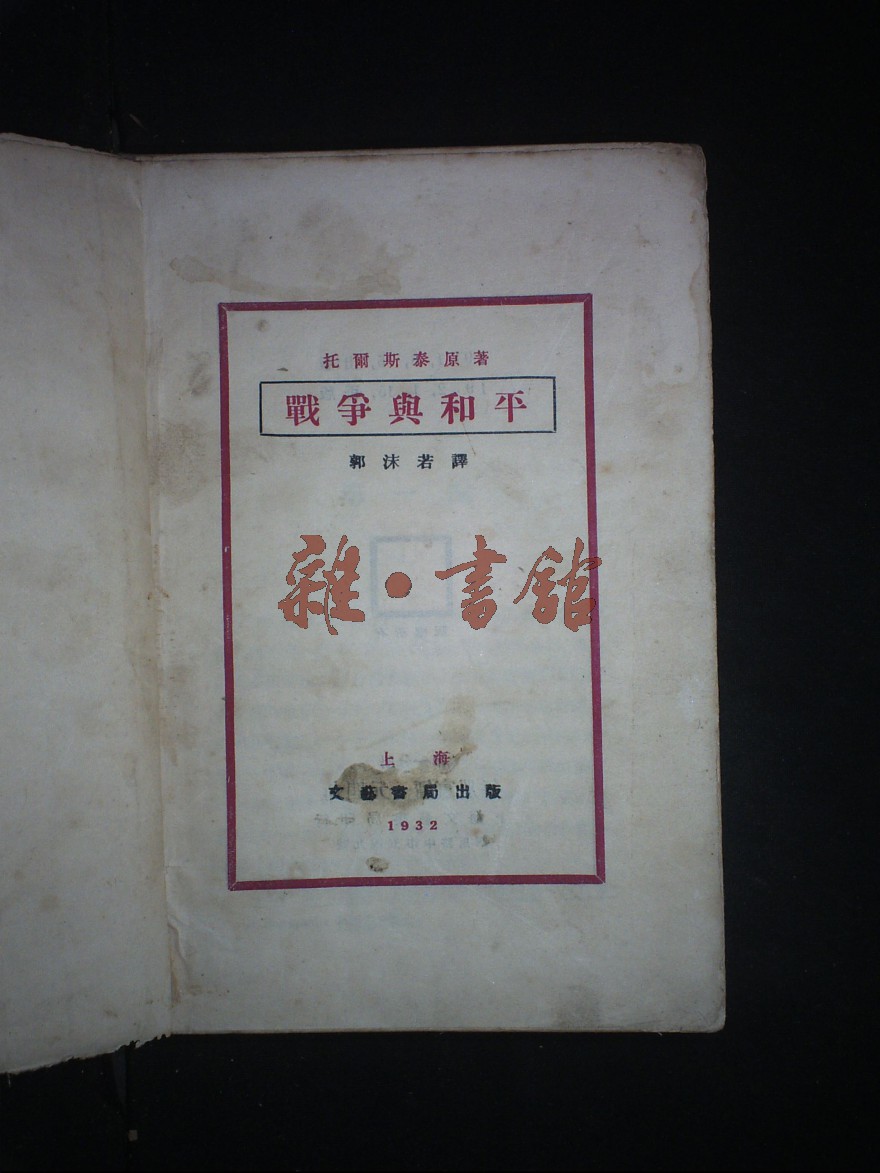 托爾斯泰原著
戰爭與和平
郭沫若譯
雜·書館
上海
文藝書局出版
1932